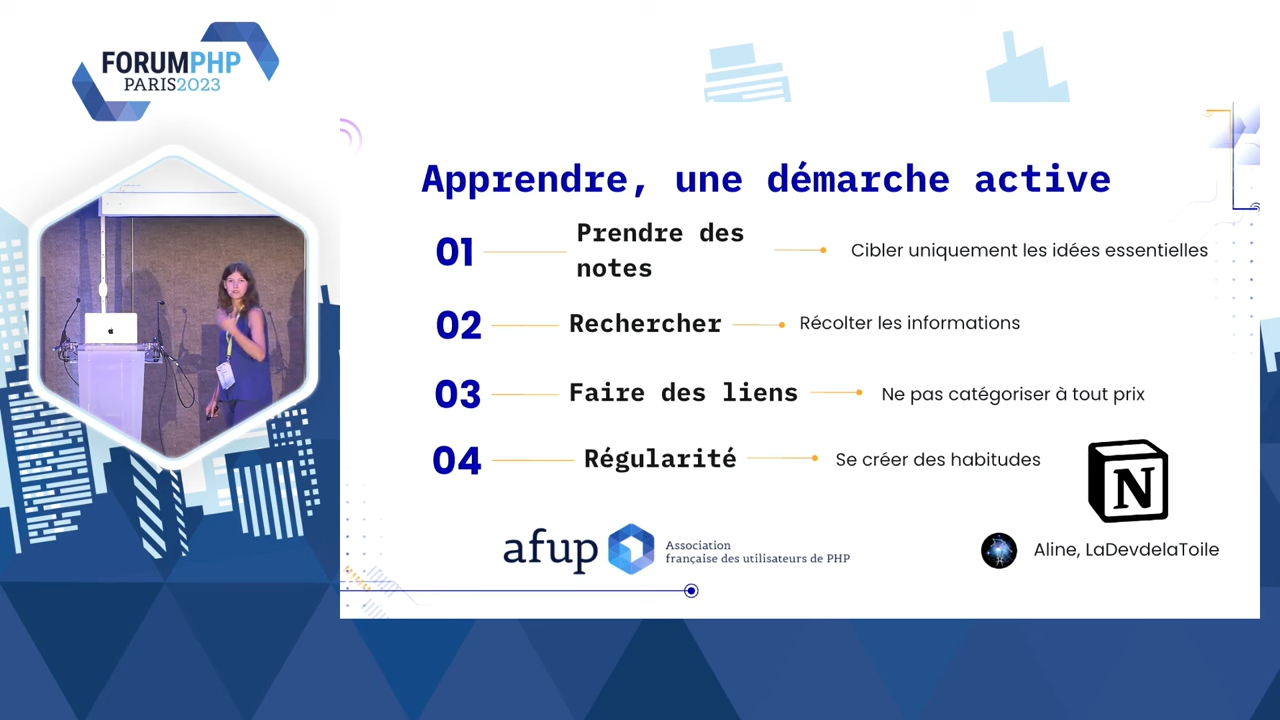 FORUMPHP
PARIS2023
Apprendre, une démarche active
01
Prendre des
notes
Cibler uniquement les idées essentielles
02
Rechercher
Récolter les informations
03
Faire des liens
Ne pas catégoriser à tout prix
04
Régularité
Se créer des habitudes
N
afup
Association
française des utilisateurs de PHP
Aline, LaDevdelaToile